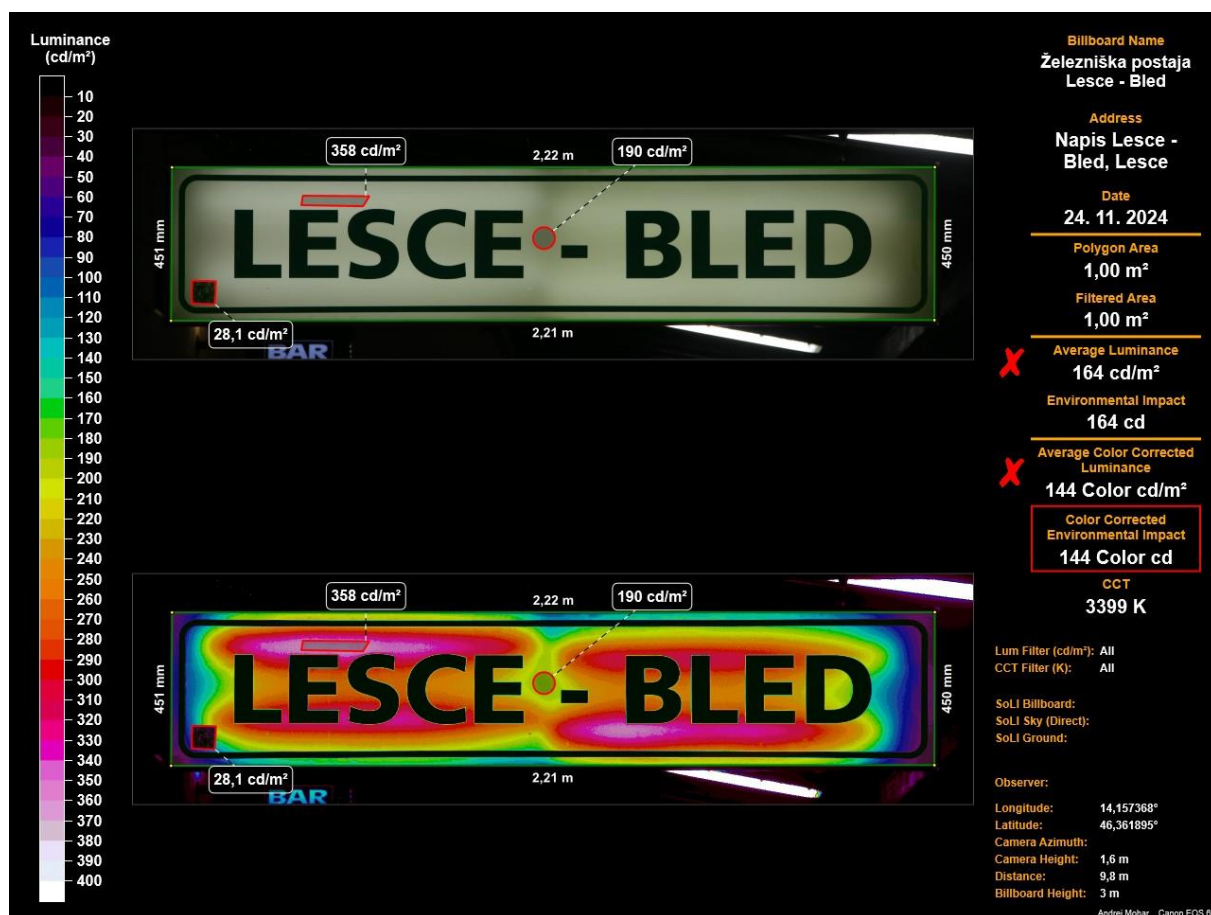 Luminance
(cd/m²)
10
20
30
40
50
60
70
80
90
100
110
120
130
140
150
160
170
180
190
200
210
220
230
240
250
260
270
280
290
300
310
320
330
340
350
360
370
380
390
400
358 cd/m²
2,22 m
190 cd/m²
451 mm
LESCE - BLED
450 mm
28,1 cd/m²
2,21 m
BAR
358 cd/m²
2,22 m
190 cd/m²
451 mm
LESCE - BLED
450 mm
28,1 cd/m²
2,21 m
BAR
Billboard Name
Železniška postaja
Lesce - Bled
Address
Napis Lesce -
Bled, Lesce
Date
24. 11. 2024
Polygon Area
1,00 m²
Filtered Area
1,00 m²
Average Luminance
164 cd/m²
Environmental Impact
164 cd
Average Color Corrected
Luminance
144 Color cd/m²
Color Corrected
Environmental Impact
144 Color cd
CCT
3399 K
Lum Filter (cd/m²): All
CCT Filter (K): All
SoLI Billboard:
SoLI Sky (Direct):
SoLI Ground:
Observer:
Longitude: 14,157368°
Latitude: 46,361895°
Camera Azimuth:
Camera Height: 1,6 m
Distance: 9,8 m
Billboard Height: 3 m
Andrej Mohar Canon EOS